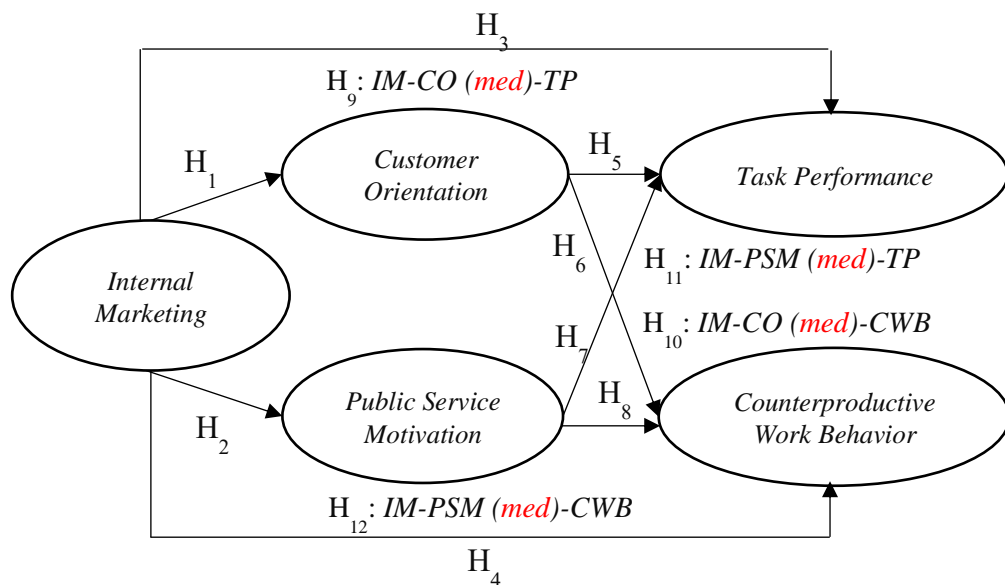 H3
H9: IM-CO (med)-TP
H1
Customer
Orientation
H5
Task Performance
H6
H11: IM-PSM (med)-TP
Internal
Marketing
H10: IM-CO (med)-CWB
H7
H2
Public Service
Motivation
H8
Counterproductive
Work Behavior
H12: IM-PSM (med)-CWB
H4